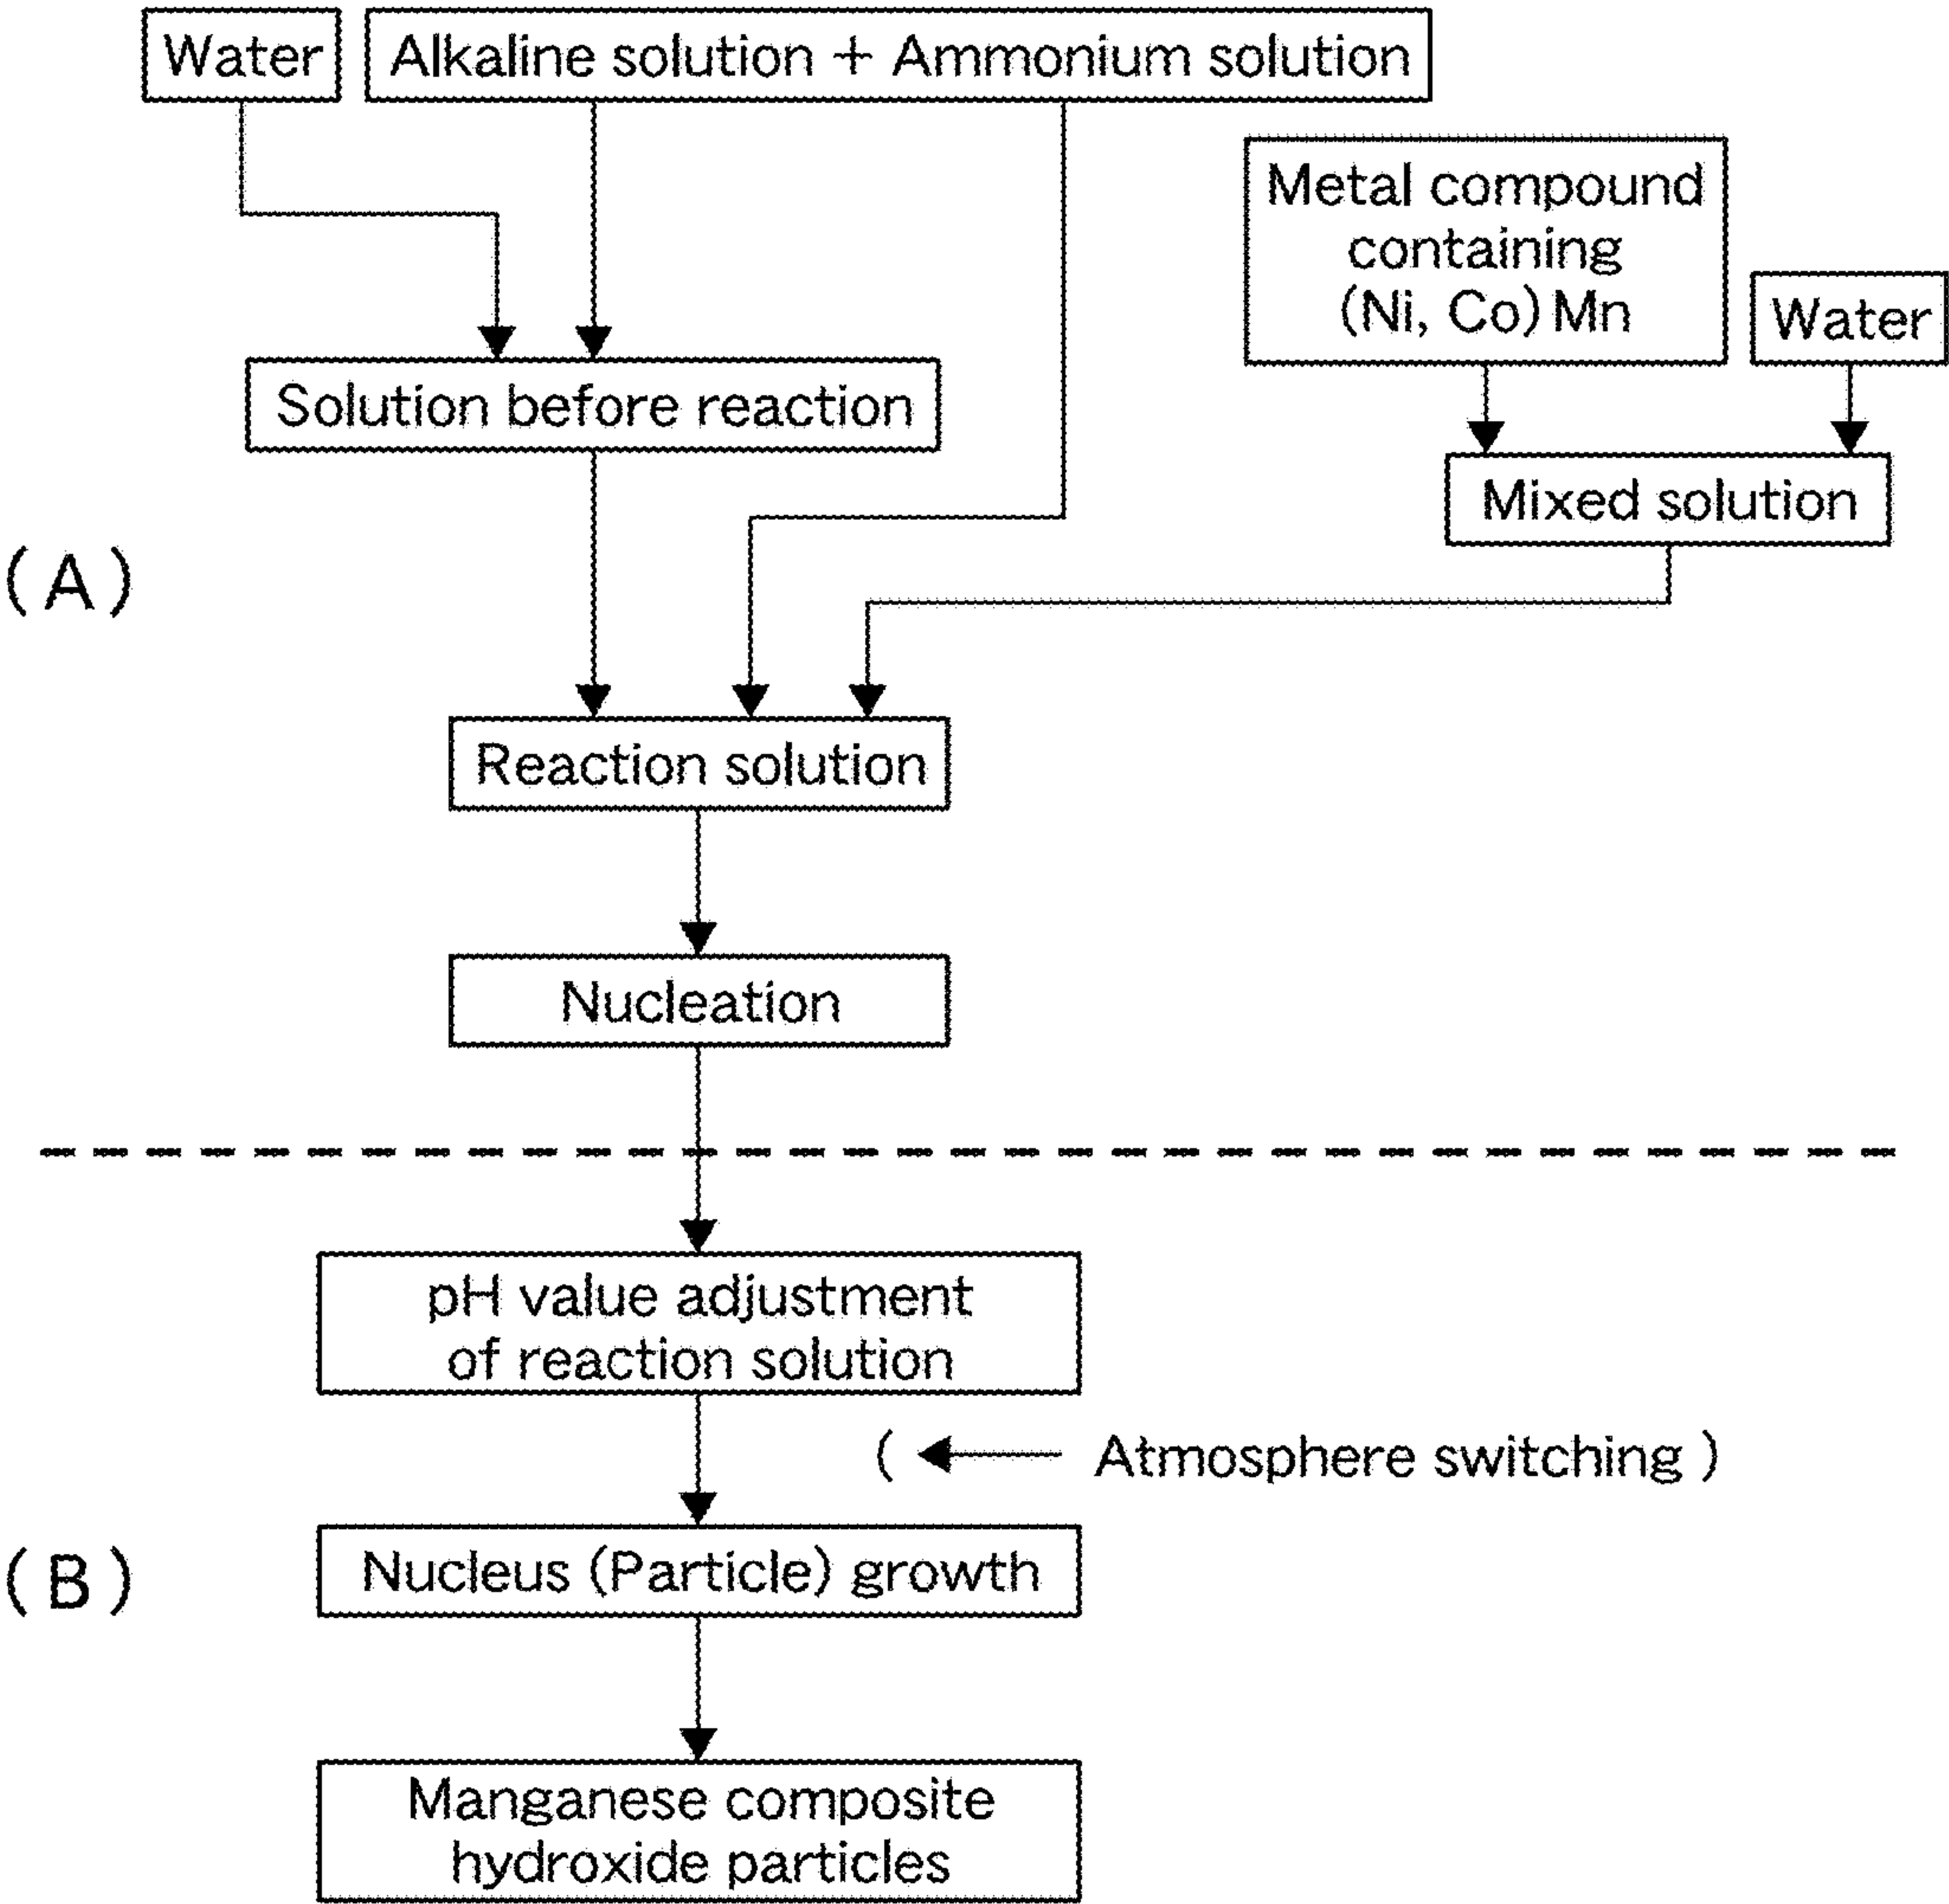 Water
Alkaline solution + Ammonium solution
Metal compound
containing
(Ni, Co) Mn
Water
Solution before reaction
Mixed solution
(A)
Reaction solution
Nucleation
pH value adjustment
of reaction solution
( ← Atmosphere switching )
(B)
Nucleus (Particle) growth
Manganese composite
hydroxide particles